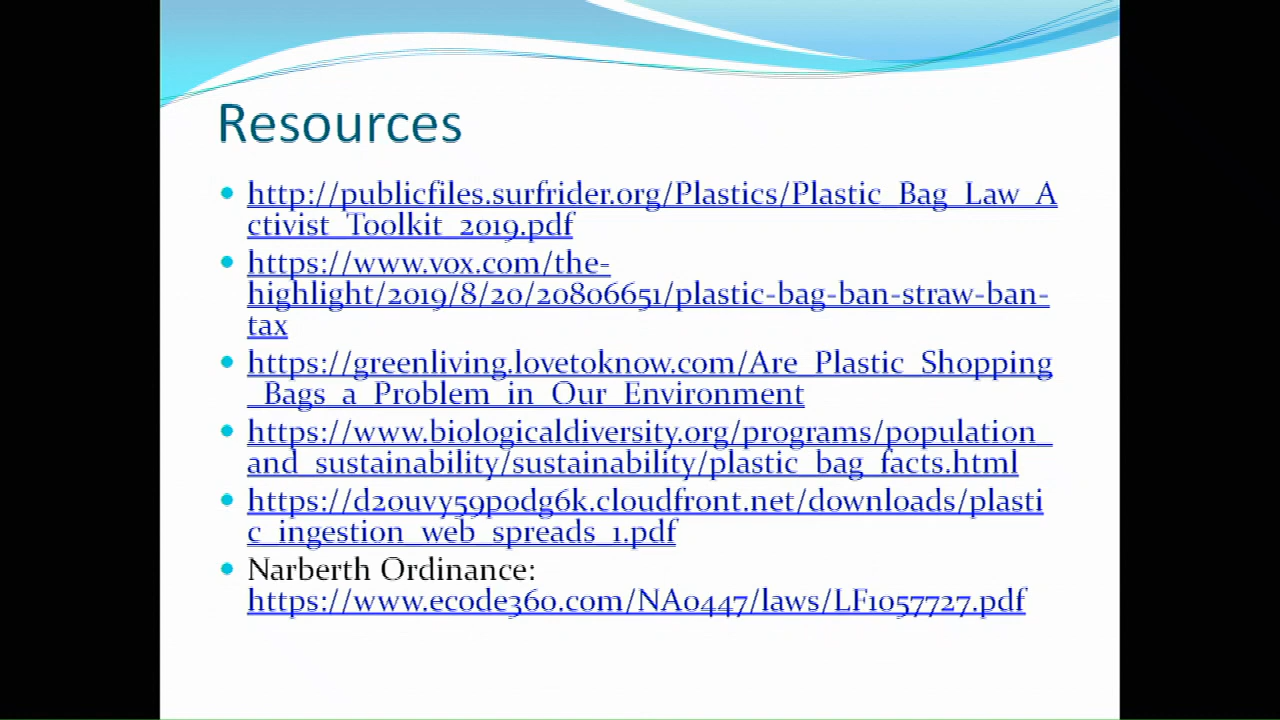 Resources
http://publicfiles.surfrider.org/Plastics/Plastic_Bag_Law_A
ctivist_Toolkit_2019.pdf
https://www.vox.com/the-
highlight/2019/8/20/20806651/plastic-bag-ban-straw-ban-
tax
https://greenliving.lovetoknow.com/Are_Plastic_Shopping
_Bags_a_Problem_in_Our_Environment
https://www.biologicaldiversity.org/programs/population_
and_sustainability/sustainability/plastic_bag_facts.html
https://d2ouvy59p0dg6k.cloudfront.net/downloads/plasti
c_ingestion_web_spreads_1.pdf
Narberth Ordinance:
https://www.ecode360.com/NA0447/laws/LF1057727.pdf